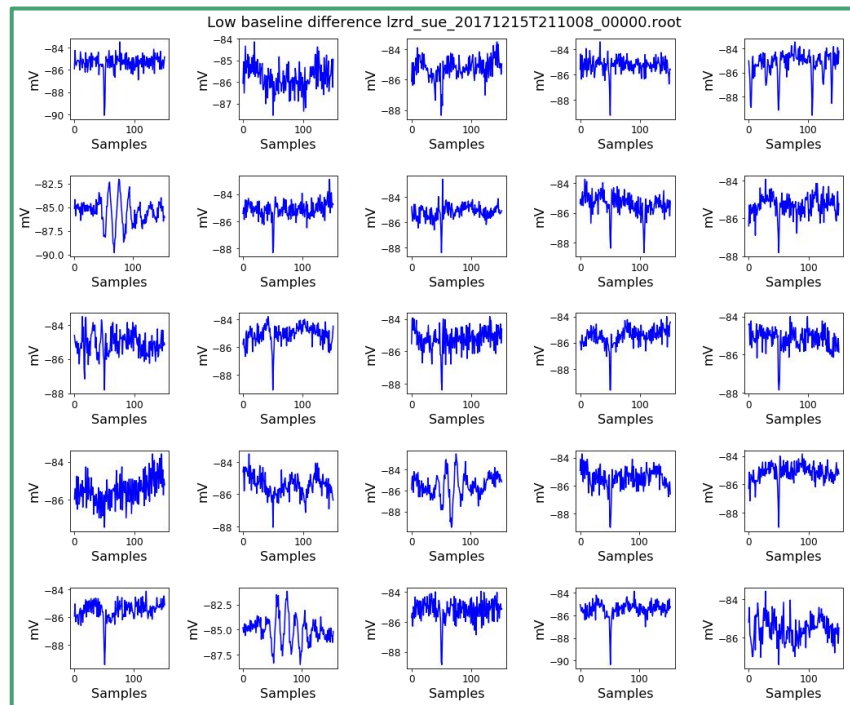 Low baseline difference lzrd_sue_20171215T211008_00000.root
−84 −84 −84 −84 −84
−86 −85 −86 −86 −86
−88 −86 −88 −88 −88
−90 −87
mV mV mV mV mV
0 100 0 100 0 100 0 100 0 100
Samples Samples Samples Samples Samples
−82.5 −84 −84 −84 −84
−85.0 −86 −86 −86 −86
−87.5 −88 −88 −88 −88
−90.0
mV mV mV mV mV
0 100 0 100 0 100 0 100 0 100
Samples Samples Samples Samples Samples
−84 −84 −84 −84 −84
−86 −86 −86 −86 −86
−88 −88 −88 −88 −88
mV mV mV mV mV
0 100 0 100 0 100 0 100 0 100
Samples Samples Samples Samples Samples
−84 −84 −84 −84 −84
−86 −86 −86 −86 −86
−88 −88 −88 −88
mV mV mV mV mV
0 100 0 100 0 100 0 100 0 100
Samples Samples Samples Samples Samples
−84 −82.5 −84 −84 −84
−86 −85.0 −86 −86 −86
−88 −87.5 −88 −88
−90
mV mV mV mV mV
0 100 0 100 0 100 0 100 0 100
Samples Samples Samples Samples Samples